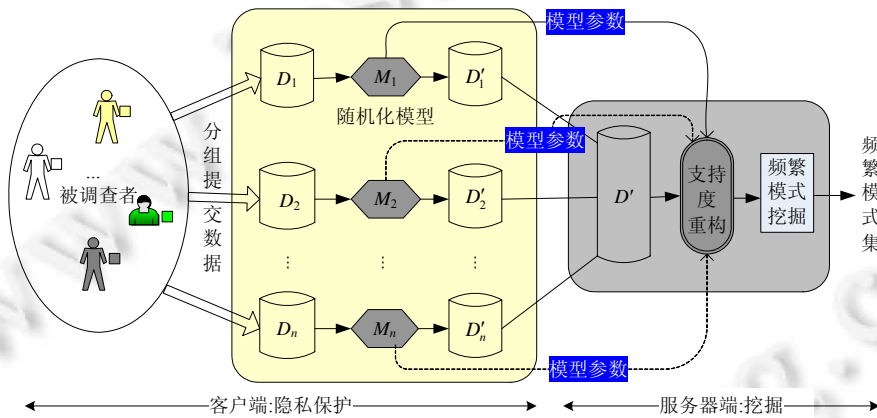 模型参数
D₁
M₁
D′₁
随机化模型
分组提交数据
...
被调查者
模型参数
D₂
M₂
D′₂
D′
支持度重构
频繁模式挖掘
频繁模式集
...
...
...
Dₙ
Mₙ
D′ₙ
模型参数
客户端:隐私保护
服务器端:挖掘